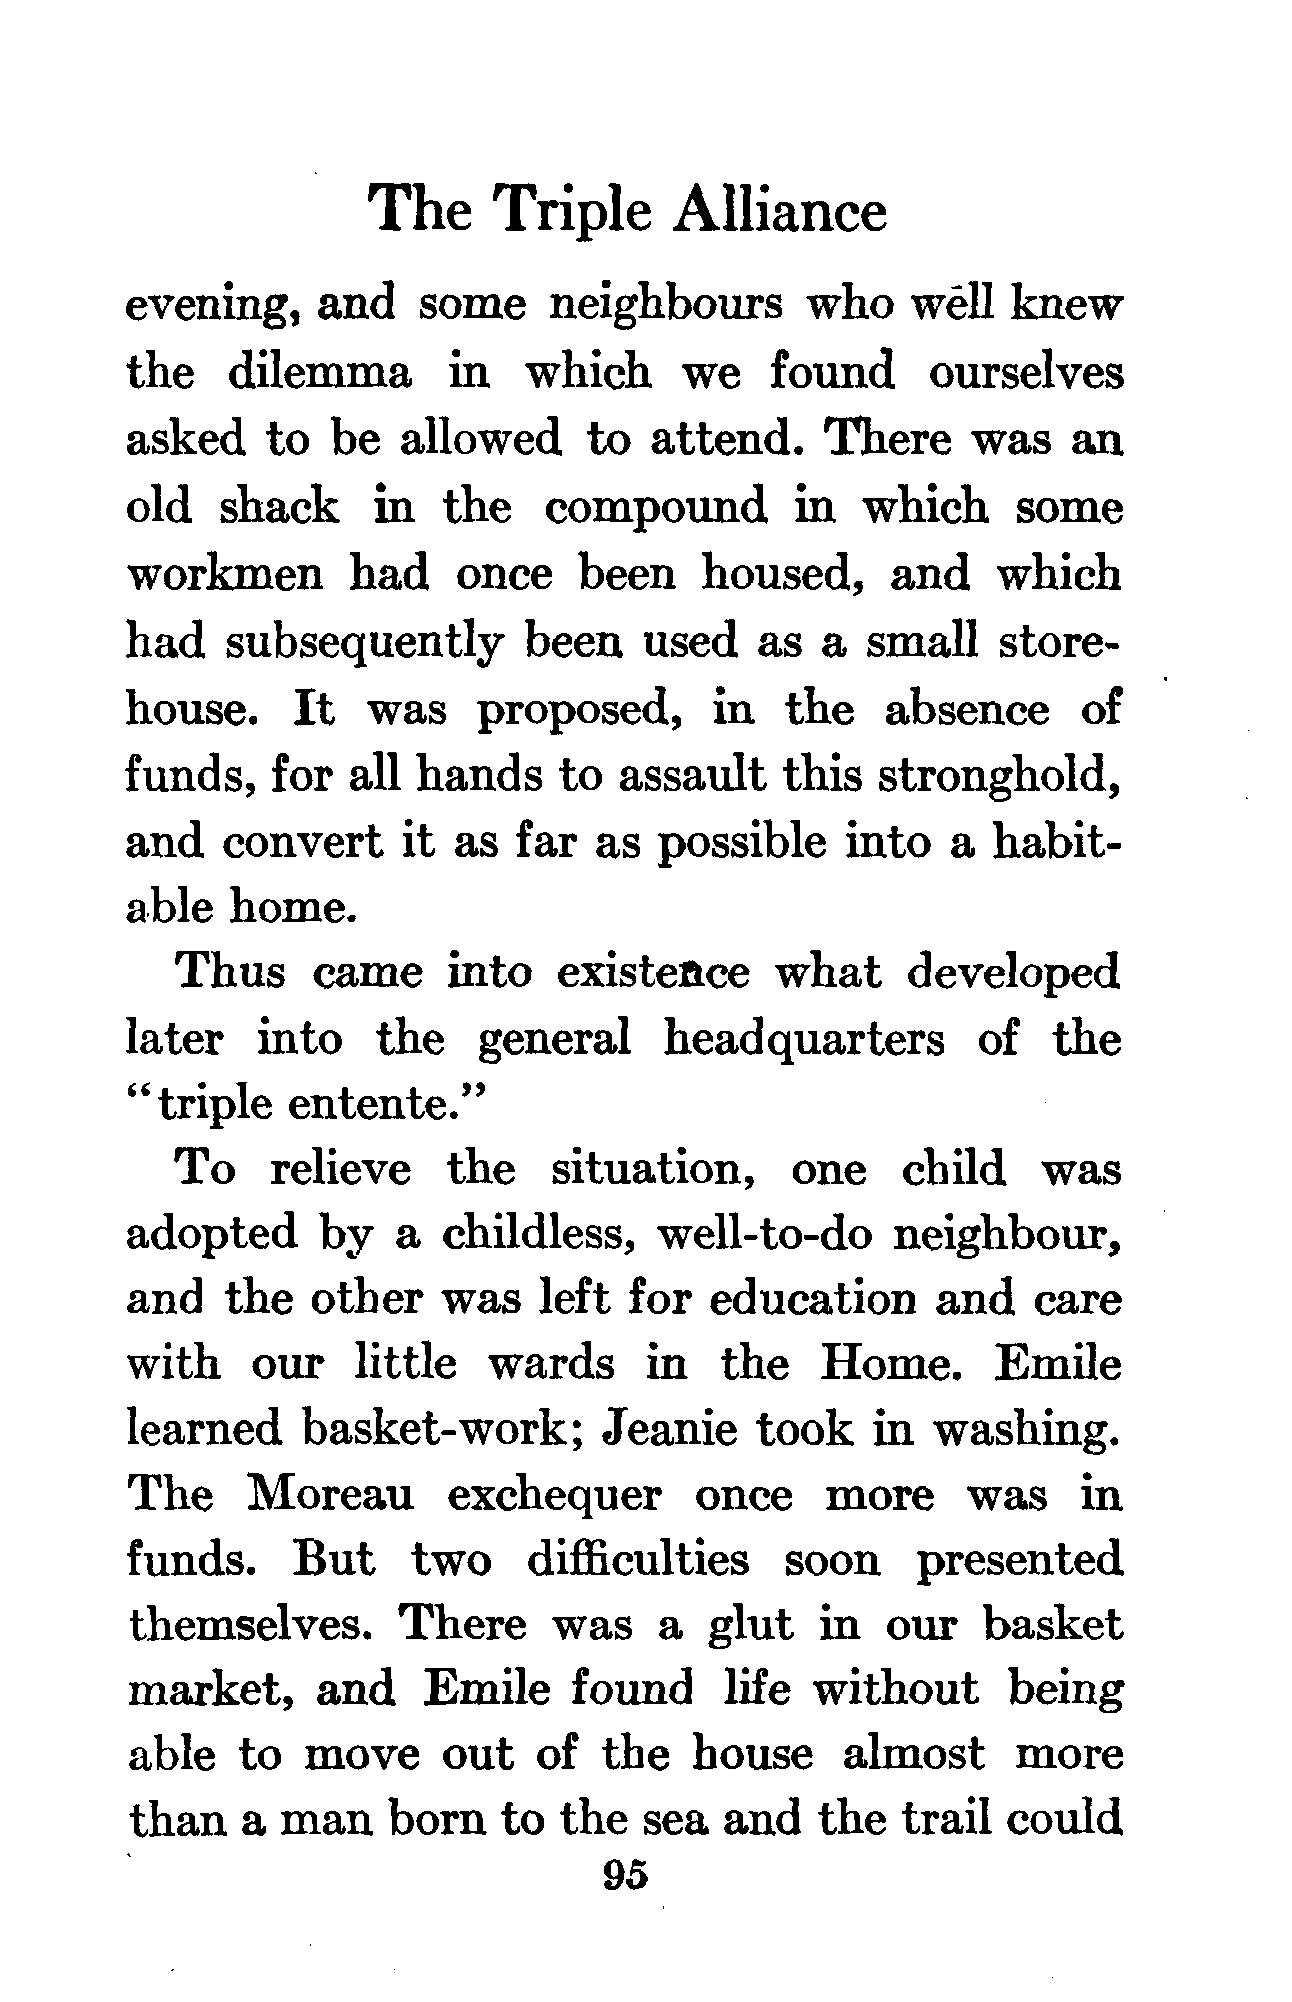 The Triple Alliance
evening, and some neighbours who well knew
the dilemma in which we found ourselves
asked to be allowed to attend. There was an
old shack in the compound in which some
workmen had once been housed, and which
had subsequently been used as a small store-
house. It was proposed, in the absence of
funds, for all hands to assault this stronghold,
and convert it as far as possible into a habit-
able home.
Thus came into existence what developed
later into the general headquarters of the
“triple entente.”
To relieve the situation, one child was
adopted by a childless, well-to-do neighbour,
and the other was left for education and care
with our little wards in the Home. Emile
learned basket-work; Jeanie took in washing.
The Moreau exchequer once more was in
funds. But two difficulties soon presented
themselves. There was a glut in our basket
market, and Emile found life without being
able to move out of the house almost more
than a man born to the sea and the trail could
95